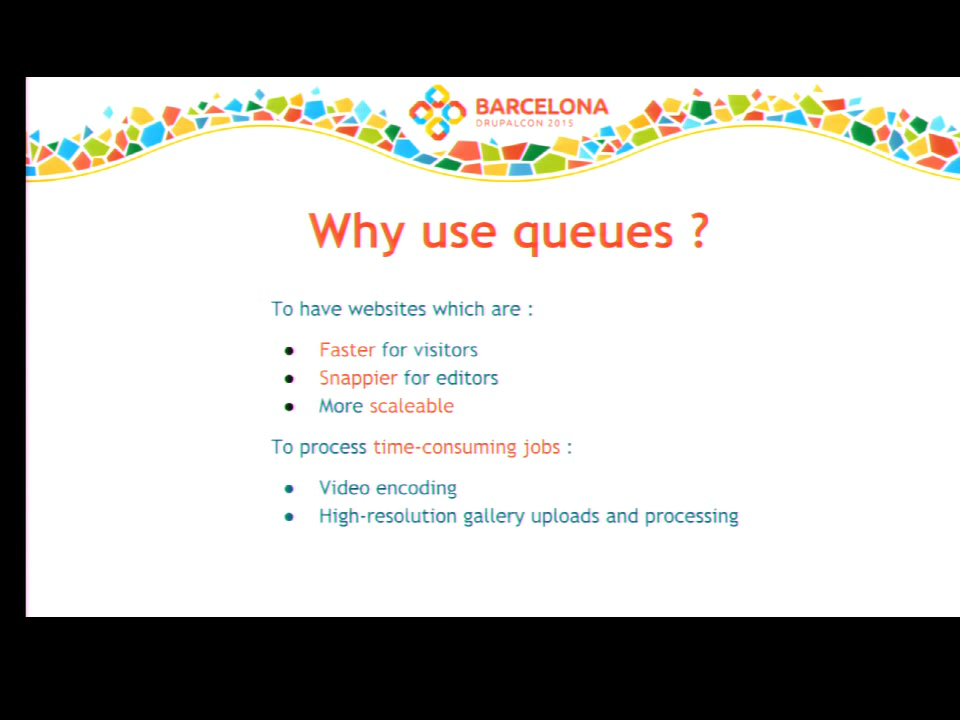 BARCELONA
DRUPALCON 2015
Why use queues ?
To have websites which are :
● Faster for visitors
● Snappier for editors
● More scaleable
To process time-consuming jobs :
● Video encoding
● High-resolution gallery uploads and processing